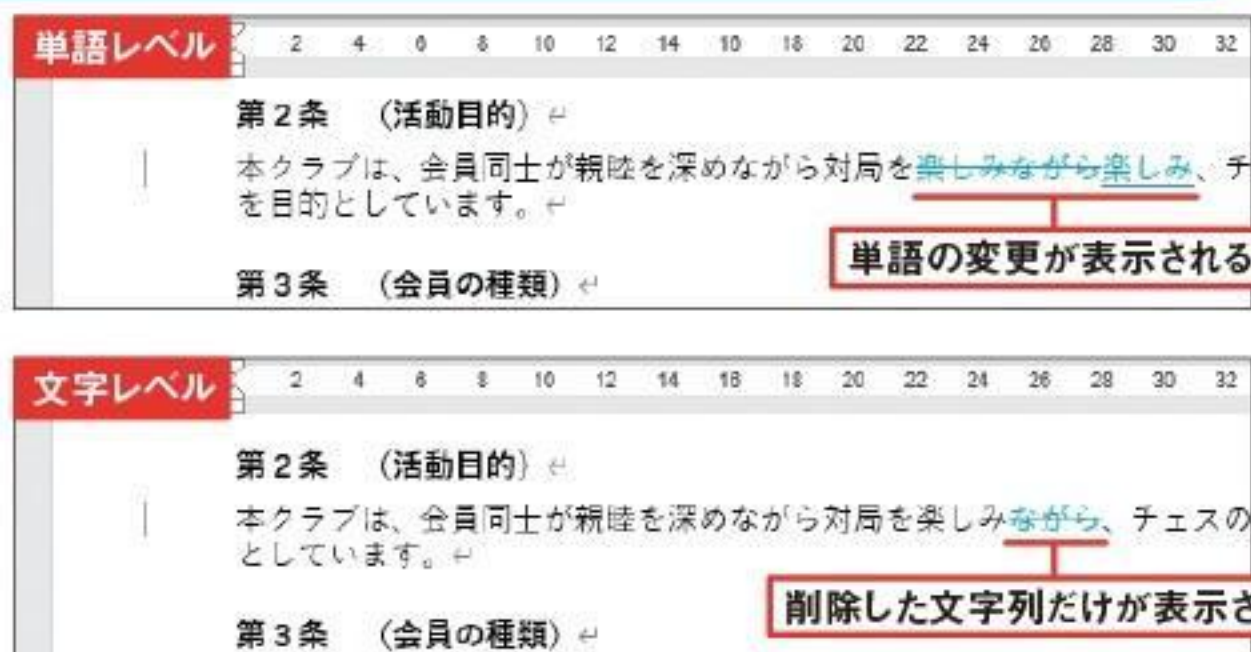 単語レベル
2 4 6 8 10 12 14 16 18 20 22 24 26 28 30 32
第2条 （活動目的）↵
本クラブは、会員同士が親睦を深めながら対局を楽しみながら楽しみ、チ
を目的としています。↵
単語の変更が表示される
第3条 （会員の種類）↵
文字レベル
2 4 6 8 10 12 14 16 18 20 22 24 26 28 30 32
第2条 （活動目的）↵
本クラブは、会員同士が親睦を深めながら対局を楽しみながら、チェスの
としています。↵
削除した文字列だけが表示さ
第3条 （会員の種類）↵